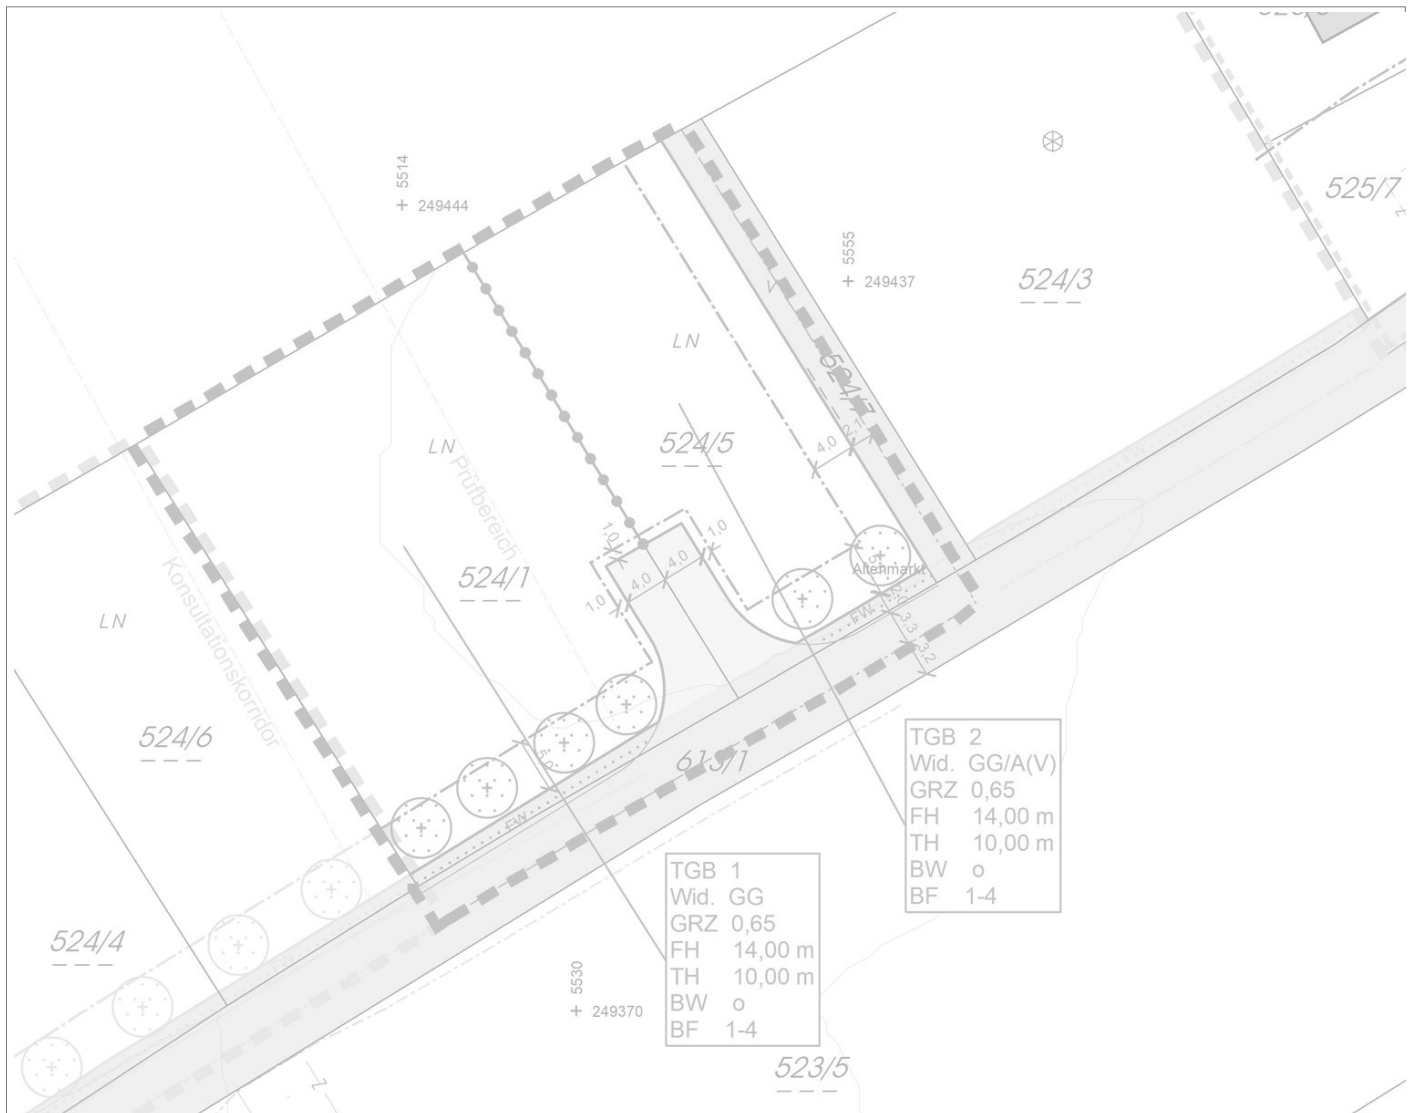 525/7
5514
+ 249444
5555
+ 249437
524/3
V
LN
524/7
524/5
4,0
2,1
LN
Prüfbereich
1,0
1,0
4,0
4,0
1,0
524/1
Altenmarkt
FW
3,3
3,2
LN
Konsultationskorridor
524/6
613/1
5,0
FW
FW
TGB 2
Wid. GG/A(V)
GRZ 0,65
FH 14,00 m
TH 10,00 m
BW o
BF 1-4
TGB 1
Wid. GG
GRZ 0,65
FH 14,00 m
TH 10,00 m
BW o
BF 1-4
524/4
FW
5530
+ 249370
523/5